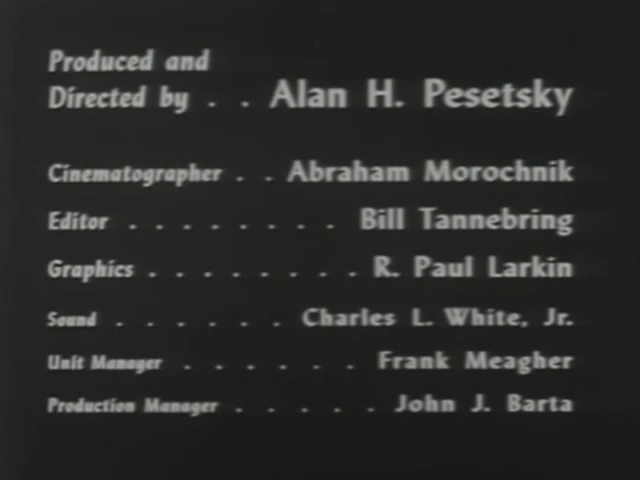 Produced and
Directed by . . Alan H. Pesetsky
Cinematographer . . Abraham Morochnik
Editor . . . . . . . . Bill Tannebring
Graphics . . . . . . . . . R. Paul Larkin
Sound . . . . . . Charles L. White, Jr.
Unit Manager . . . . . . Frank Meagher
Production Manager . . . . . John J. Barta